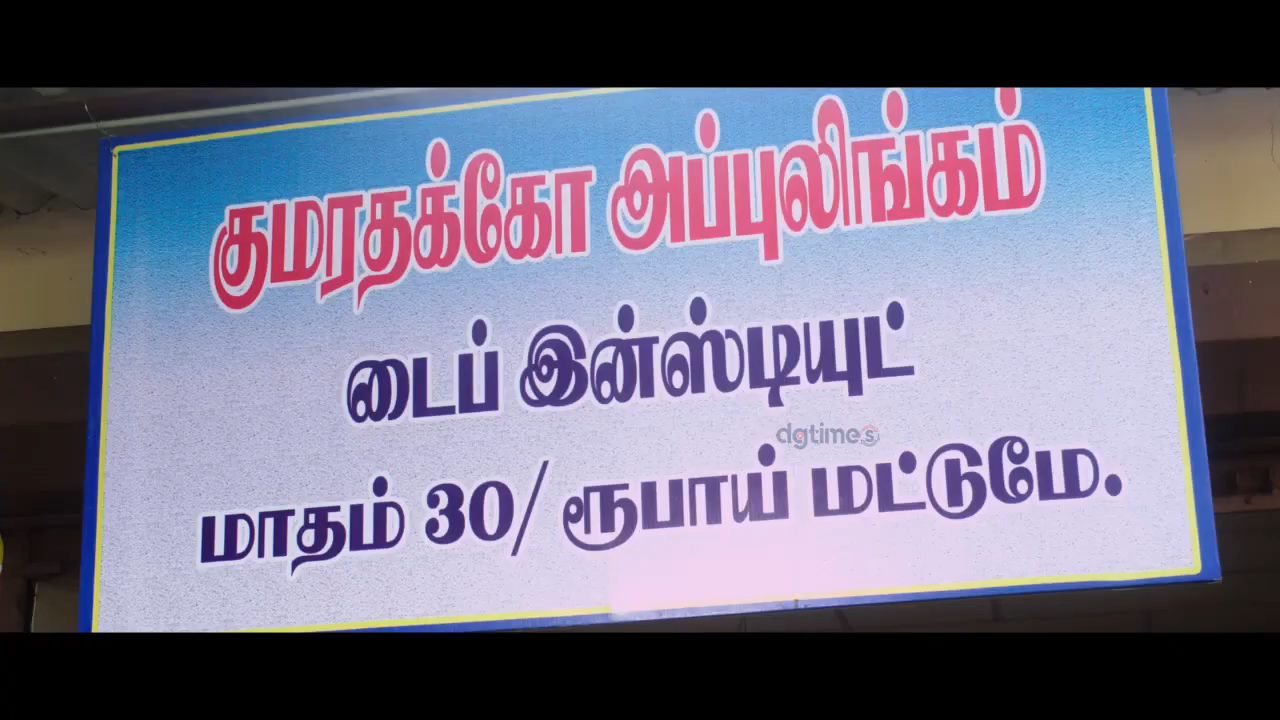 குமரதக்கோ அப்புலிங்கம்
டைப் இன்ஸ்டியுட்
dgtimes
மாதம் 30/ ரூபாய் மட்டுமே.